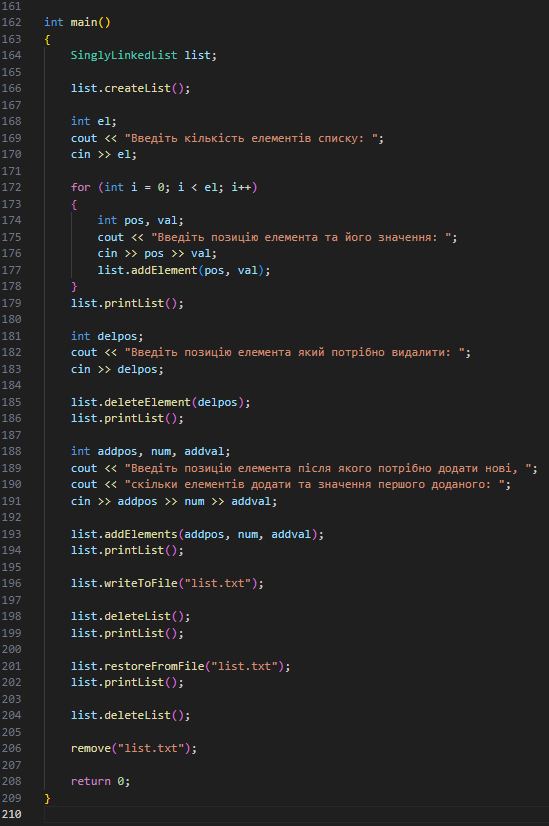 161
162 int main()
163 {
164 SinglyLinkedList list;
165
166 list.createList();
167
168 int el;
169 cout << "Введіть кількість елементів списку: ";
170 cin >> el;
171
172 for (int i = 0; i < el; i++)
173 {
174 int pos, val;
175 cout << "Введіть позицію елемента та його значення: ";
176 cin >> pos >> val;
177 list.addElement(pos, val);
178 }
179 list.printList();
180
181 int delpos;
182 cout << "Введіть позицію елемента який потрібно видалити: ";
183 cin >> delpos;
184
185 list.deleteElement(delpos);
186 list.printList();
187
188 int addpos, num, addval;
189 cout << "Введіть позицію елемента після якого потрібно додати нові, ";
190 cout << "скільки елементів додати та значення першого доданого: ";
191 cin >> addpos >> num >> addval;
192
193 list.addElements(addpos, num, addval);
194 list.printList();
195
196 list.writeToFile("list.txt");
197
198 list.deleteList();
199 list.printList();
200
201 list.restoreFromFile("list.txt");
202 list.printList();
203
204 list.deleteList();
205
206 remove("list.txt");
207
208 return 0;
209 }
210